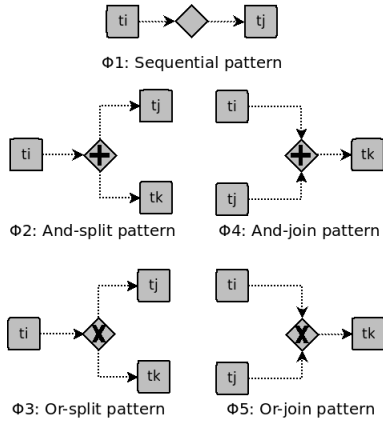 ti tj
Φ1: Sequential pattern
tj ti
ti tk
tk tj
Φ2: And-split pattern Φ4: And-join pattern
tj ti
ti X X tk
tk tj
Φ3: Or-split pattern Φ5: Or-join pattern